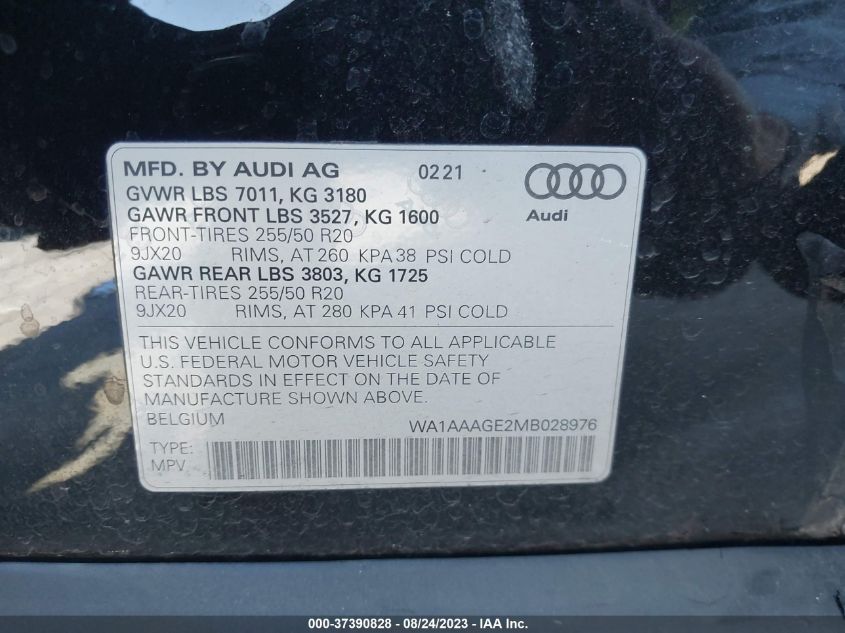 MFD. BY AUDI AG 0221
GVWR LBS 7011, KG 3180
GAWR FRONT LBS 3527, KG 1600
Audi
FRONT-TIRES 255/50 R20
9JX20 RIMS, AT 260 KPA 38 PSI COLD
GAWR REAR LBS 3803, KG 1725
REAR-TIRES 255/50 R20
9JX20 RIMS, AT 280 KPA 41 PSI COLD
THIS VEHICLE CONFORMS TO ALL APPLICABLE
U.S. FEDERAL MOTOR VEHICLE SAFETY
STANDARDS IN EFFECT ON THE DATE OF
MANUFACTURE SHOWN ABOVE.
BELGIUM WA1AAAGE2MB028976
TYPE:
MPV
000-37390828 - 08/24/2023 - IAA Inc.